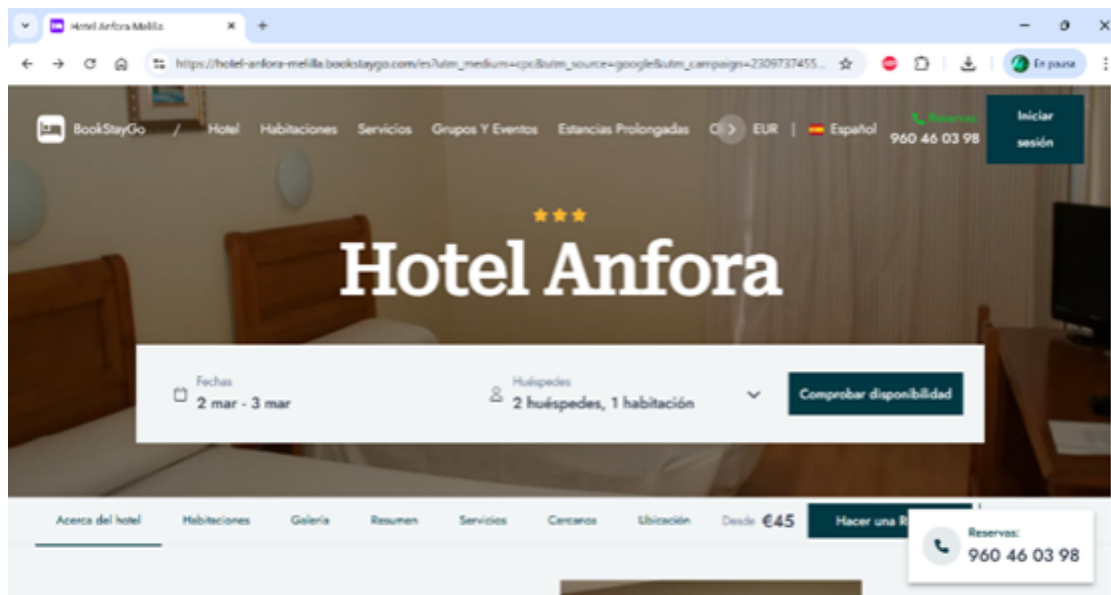 Hotel Anfora Melilla
https://hotel-anfora-melilla.bookstaygo.com/es?utm_medium=cpc&utm_source=google&utm_campaign=2309737455...
En pausa
BookStayGo / Hotel Habitaciones Servicios Grupos Y Eventos Estancias Prolongadas EUR | Español
Reservas:
960 46 03 98
Iniciar
sesión
Hotel Anfora
Fechas
2 mar - 3 mar
Huéspedes
2 huéspedes, 1 habitación
Comprobar disponibilidad
Acerca del hotel Habitaciones Galería Resumen Servicios Cercanos Ubicación Desde €45 Hacer una R
Reservas:
960 46 03 98